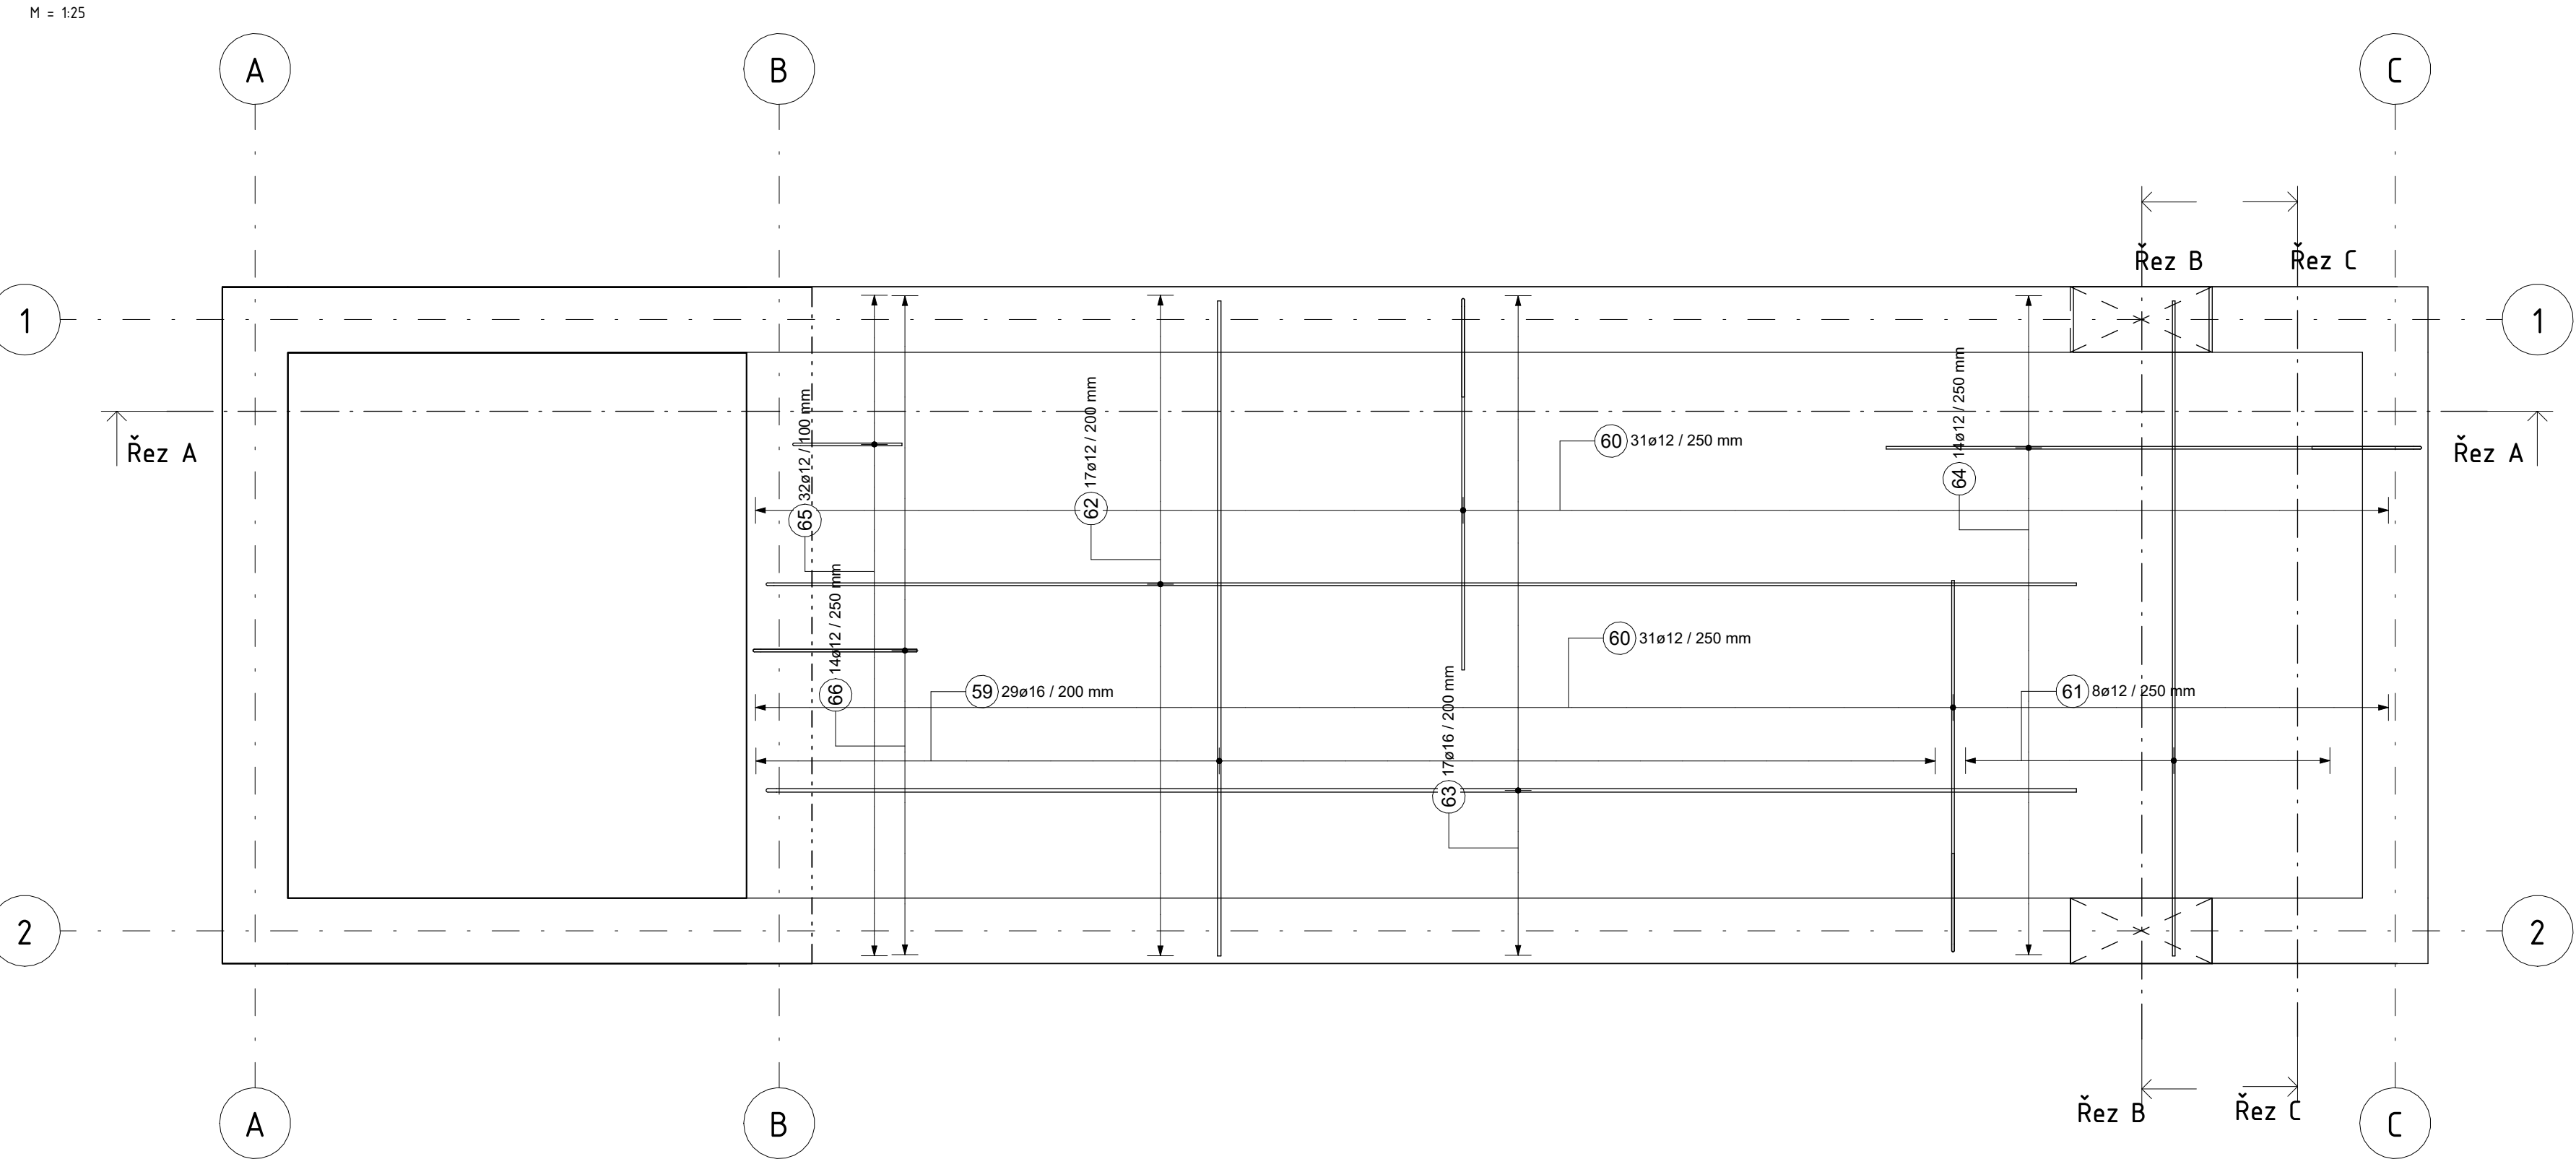 M = 1:25
A
B
C
Řez B
Řez C
1
1
Řez A
Řez A
60 31ø12 / 250 mm
65 32ø12 / 100 mm
62 17ø12 / 200 mm
64 14ø12 / 250 mm
60 31ø12 / 250 mm
66 14ø12 / 250 mm
59 29ø16 / 200 mm
61 8ø12 / 250 mm
63 17ø16 / 200 mm
2
2
Řez B
Řez C
A
B
C